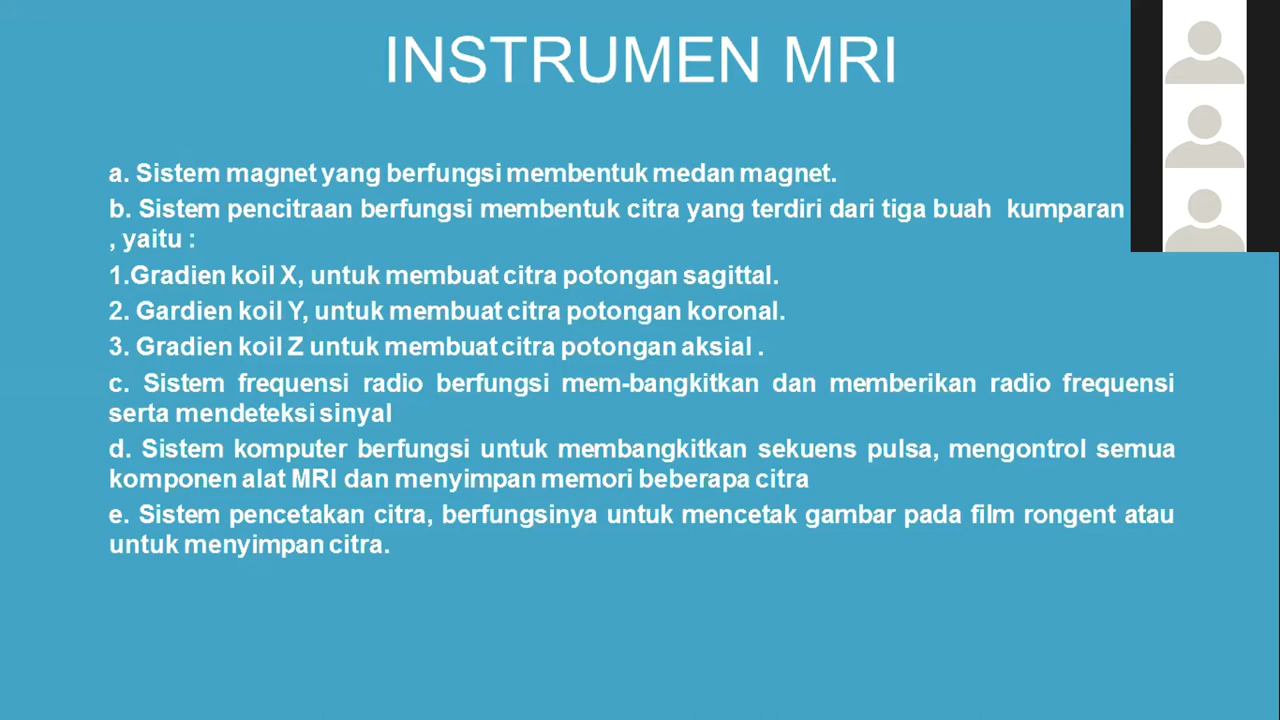 INSTRUMEN MRI
a. Sistem magnet yang berfungsi membentuk medan magnet.
b. Sistem pencitraan berfungsi membentuk citra yang terdiri dari tiga buah kumparan
, yaitu :
1.Gradien koil X, untuk membuat citra potongan sagittal.
2. Gardien koil Y, untuk membuat citra potongan koronal.
3. Gradien koil Z untuk membuat citra potongan aksial .
c. Sistem frequensi radio berfungsi mem-bangkitkan dan memberikan radio frequensi
serta mendeteksi sinyal
d. Sistem komputer berfungsi untuk membangkitkan sekuens pulsa, mengontrol semua
komponen alat MRI dan menyimpan memori beberapa citra
e. Sistem pencetakan citra, berfungsinya untuk mencetak gambar pada film rongent atau
untuk menyimpan citra.